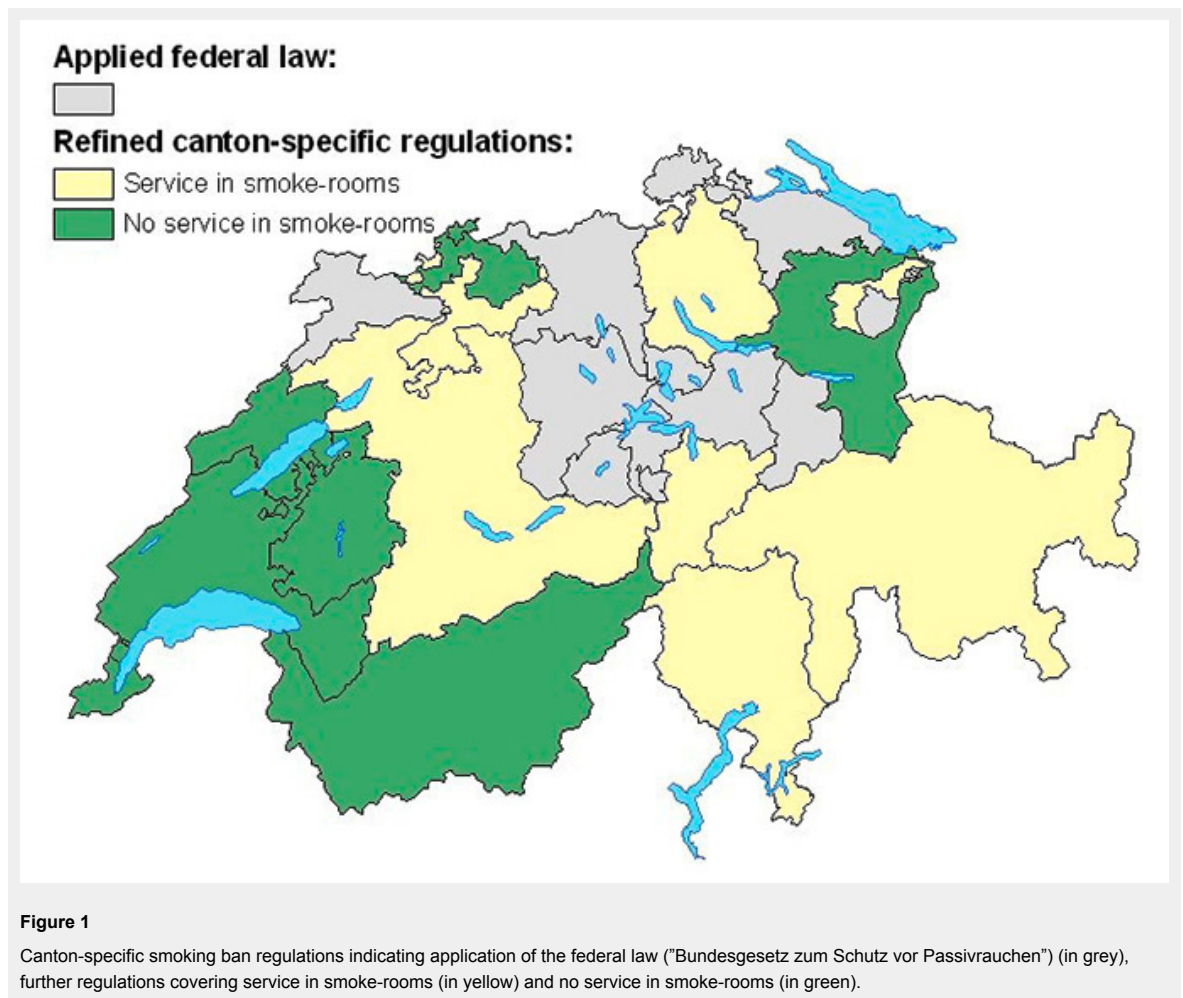 Applied federal law:
Refined canton-specific regulations:
Service in smoke-rooms
No service in smoke-rooms
Figure 1
Canton-specific smoking ban regulations indicating application of the federal law ("Bundesgesetz zum Schutz vor Passivrauchen") (in grey),
further regulations covering service in smoke-rooms (in yellow) and no service in smoke-rooms (in green).